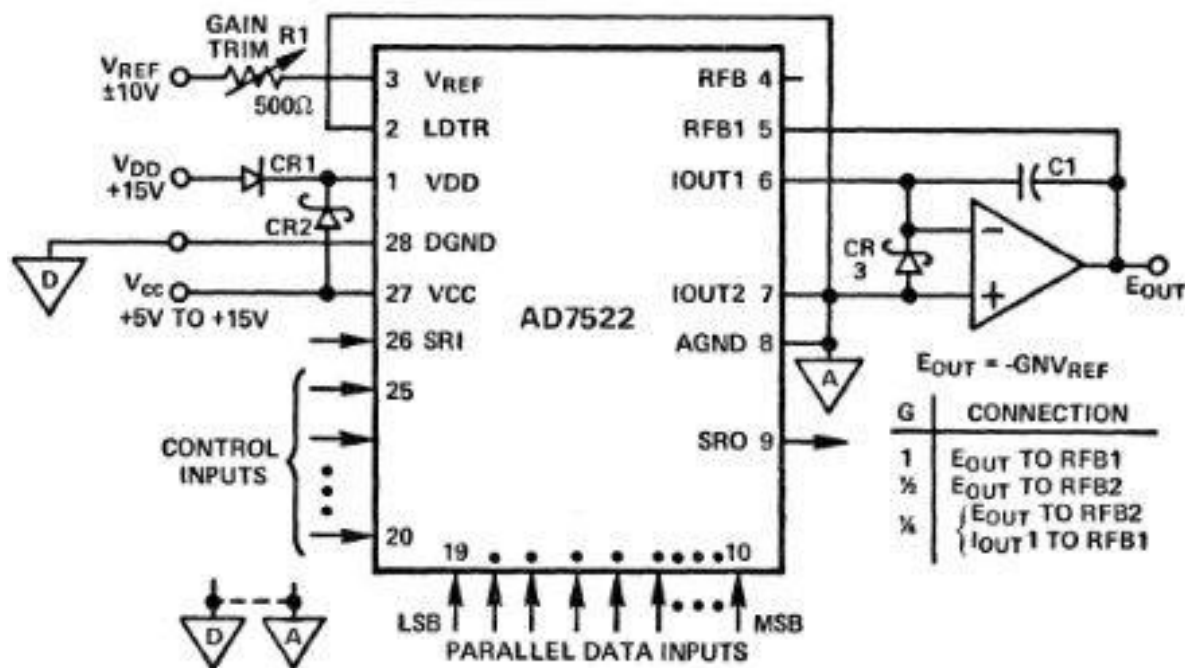 GAIN
TRIM
R1
VREF
±10V
500Ω
3 VREF
2 LDTR
VDD
+15V
CR1
1 VDD
CR2
28 DGND
D
VCC
+5V TO +15V
27 VCC
26 SRI
25
CONTROL
INPUTS
20
AD7522
RFB 4
RFB1 5
IOUT1 6
IOUT2 7
AGND 8
SRO 9
C1
CR
3
−
+
EOUT
A
EOUT = -GNVREF
G CONNECTION
1 EOUT TO RFB1
½ EOUT TO RFB2
EOUT TO RFB2
IOUT1 TO RFB1
19 10
LSB MSB
PARALLEL DATA INPUTS
D A